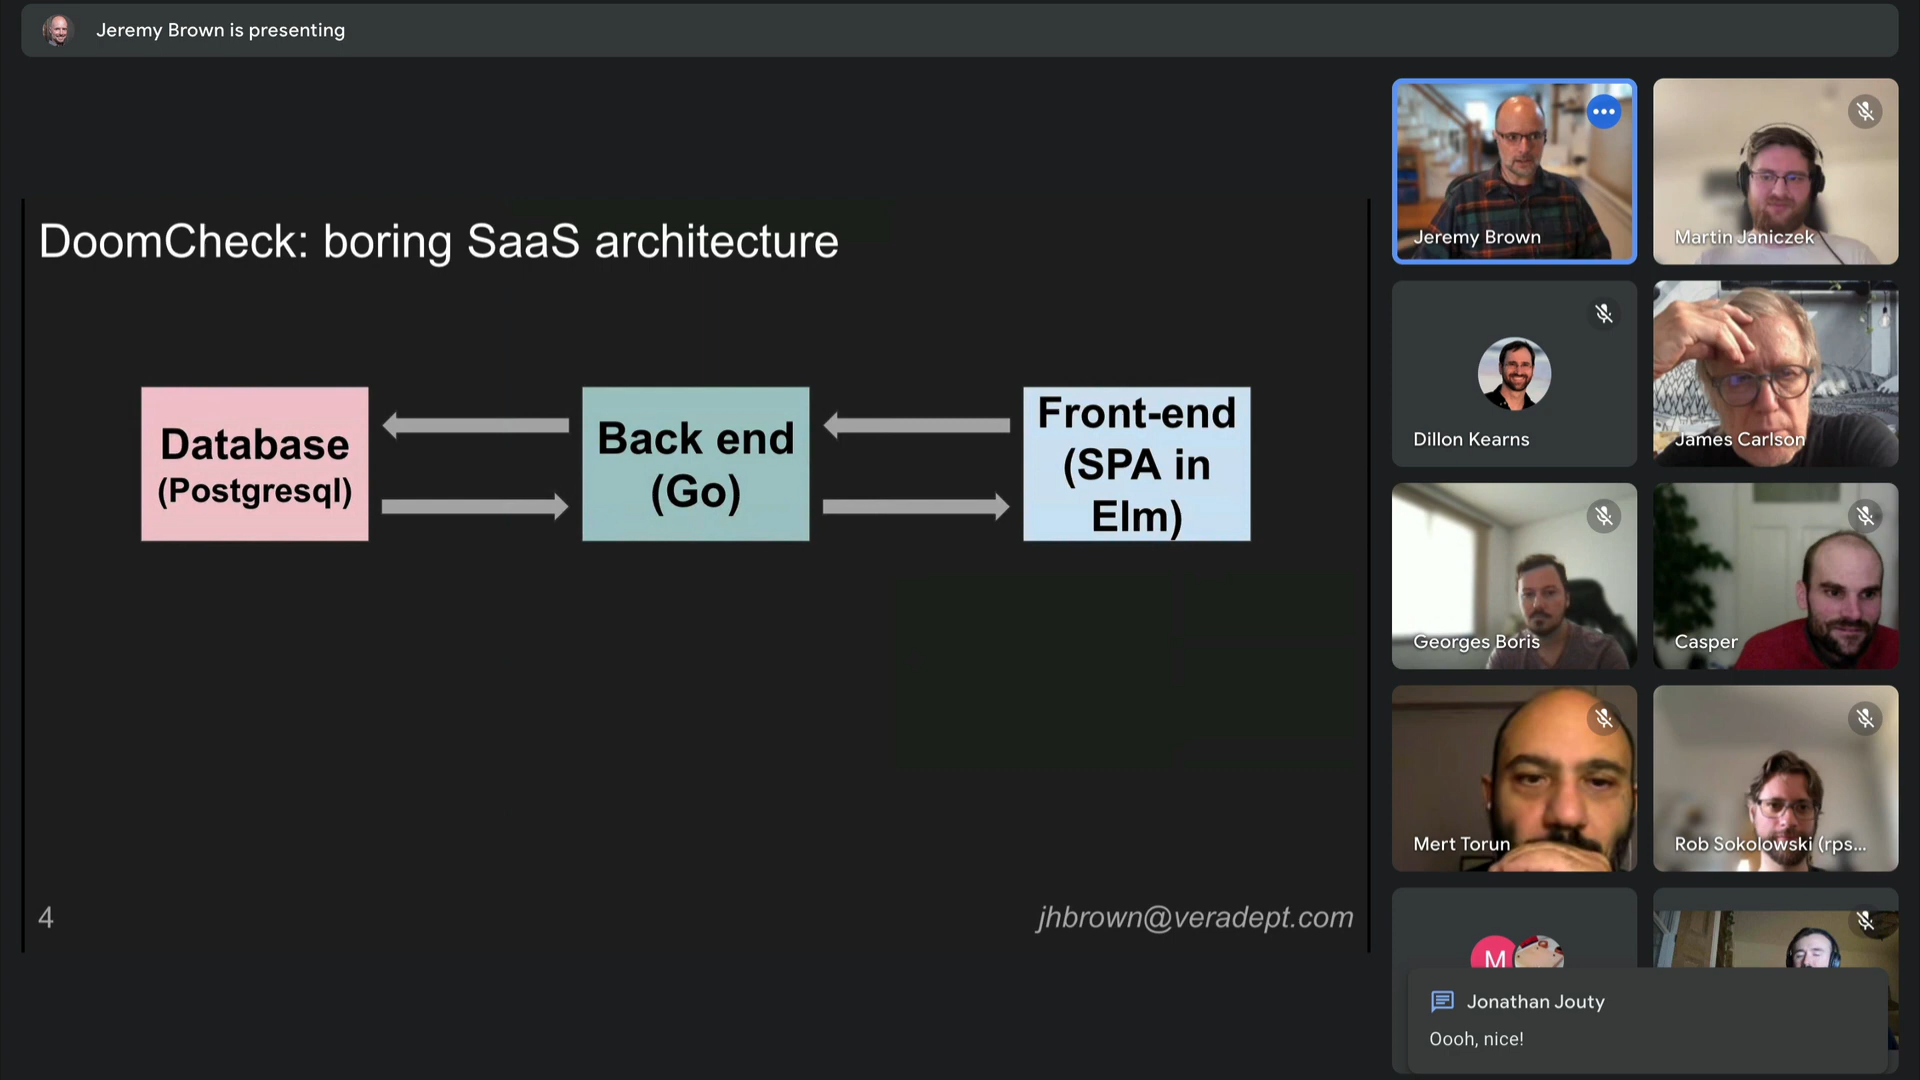 Jeremy Brown is presenting
DoomCheck: boring SaaS architecture
Database
(Postgresql)
Back end
(Go)
Front-end
(SPA in
Elm)
4
jhbrown@veradept.com
Jeremy Brown
Martin Janiczek
Dillon Kearns
James Carlson
Georges Boris
Casper
Mert Torun
Rob Sokolowski (rps...
M
Jonathan Jouty
Oooh, nice!